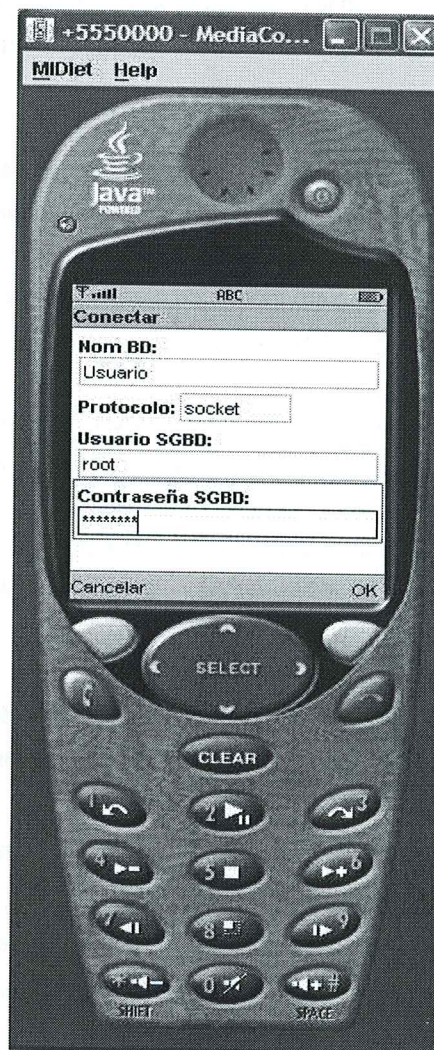 +5550000 - MediaCo...
MIDlet Help
Java
POWERED
ABC
Conectar
Nom BD:
Usuario
Protocolo: socket
Usuario SGBD:
root
Contraseña SGBD:
********
Cancelar OK
SELECT
CLEAR
1 2 3
4 5 6
7 8 9
* 0 #
SHIFT SPACE